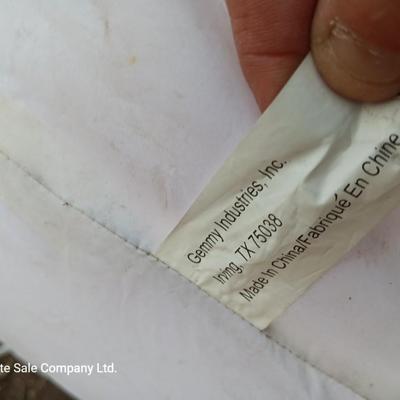 Gemmy Industries, Inc.
Irving, TX 75038
Made In China/Fabriqué En Chine
te Sale Company Ltd.